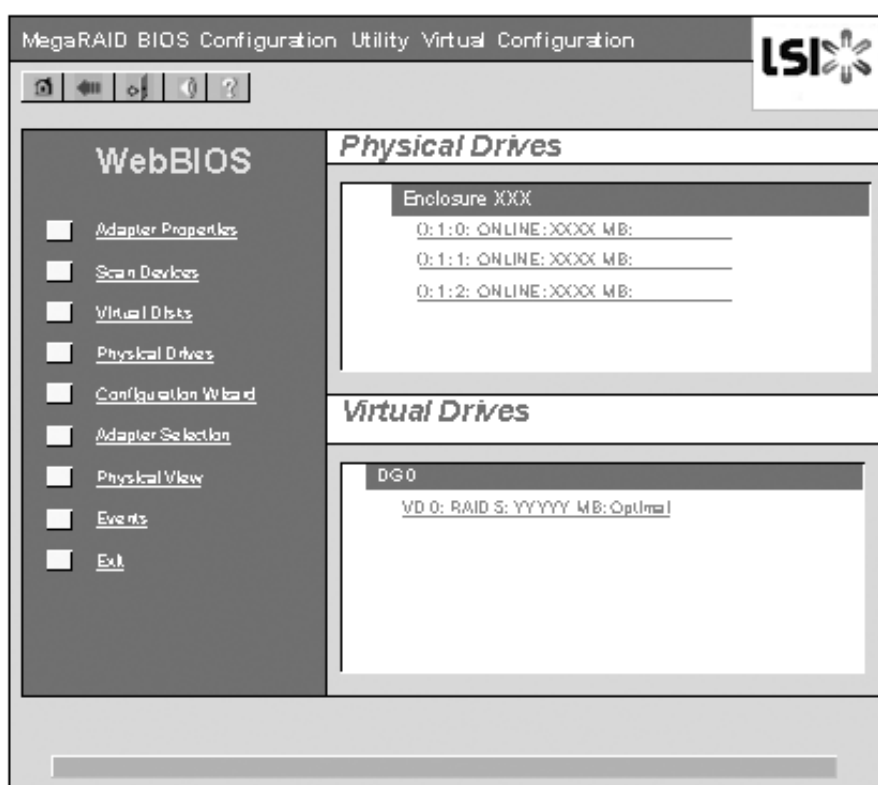 MegaRAID BIOS Configuration Utility Virtual Configuration
LSI
?
WebBIOS
Adapter Properties
Scan Devices
Virtual Disks
Physical Drives
Configuration Wizard
Adapter Selection
Physical View
Events
Exit
Physical Drives
Enclosure XXX
0:1:0: ONLINE:XXXX MB:
0:1:1: ONLINE:XXXX MB:
0:1:2: ONLINE:XXXX MB:
Virtual Drives
DG0
VD 0: RAID 5: YYYYY MB:Optimal